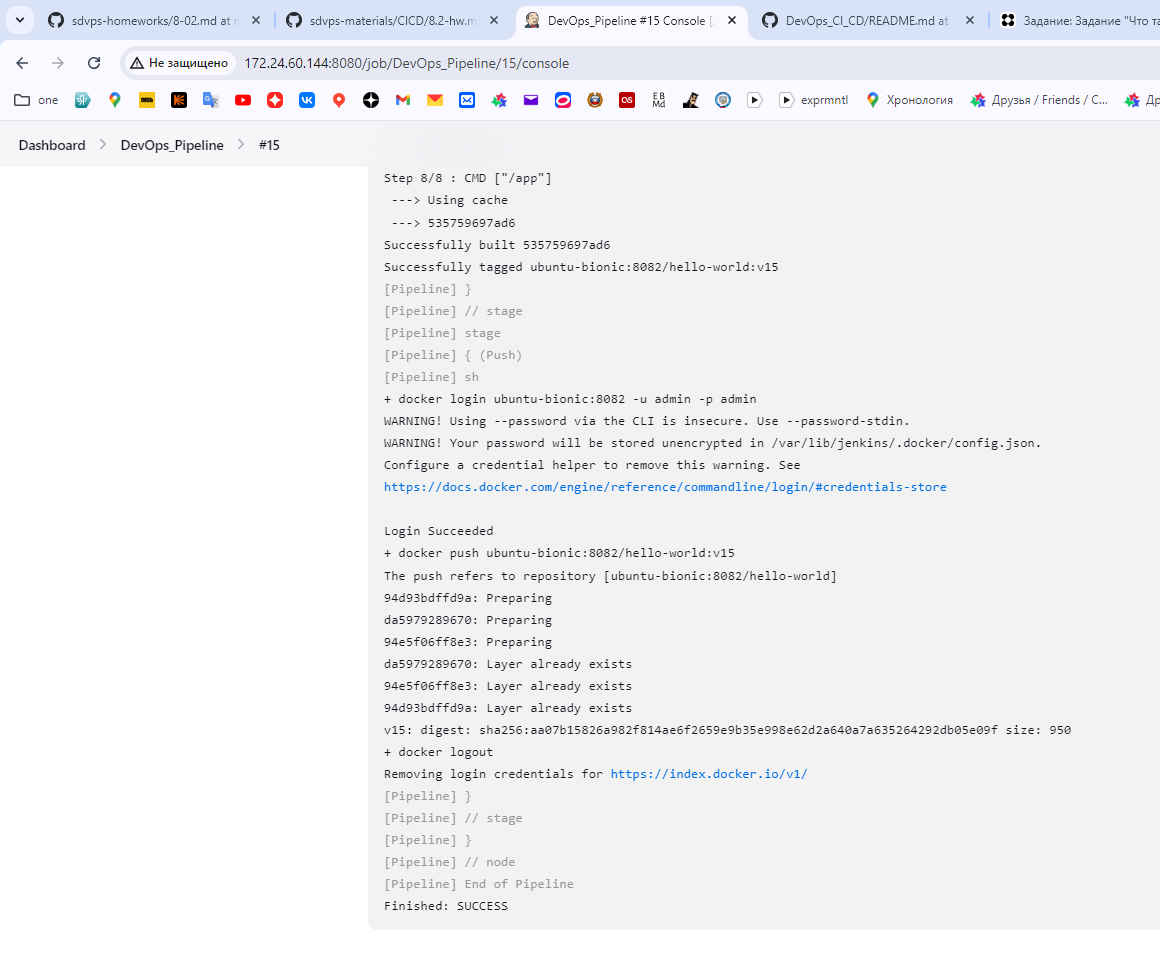 sdvps-homeworks/8-02.md at m
sdvps-materials/CICD/8.2-hw.m
DevOps_Pipeline #15 Console [
DevOps_CI_CD/README.md at
Задание: Задание "Что та
Не защищено
172.24.60.144:8080/job/DevOps_Pipeline/15/console
one
exprmntl
Хронология
Друзья / Friends / C...
Др
Dashboard > DevOps_Pipeline > #15
Step 8/8 : CMD ["/app"]
---> Using cache
---> 535759697ad6
Successfully built 535759697ad6
Successfully tagged ubuntu-bionic:8082/hello-world:v15
[Pipeline] }
[Pipeline] // stage
[Pipeline] stage
[Pipeline] { (Push)
[Pipeline] sh
+ docker login ubuntu-bionic:8082 -u admin -p admin
WARNING! Using --password via the CLI is insecure. Use --password-stdin.
WARNING! Your password will be stored unencrypted in /var/lib/jenkins/.docker/config.json.
Configure a credential helper to remove this warning. See
https://docs.docker.com/engine/reference/commandline/login/#credentials-store
Login Succeeded
+ docker push ubuntu-bionic:8082/hello-world:v15
The push refers to repository [ubuntu-bionic:8082/hello-world]
94d93bdffd9a: Preparing
da5979289670: Preparing
94e5f06ff8e3: Preparing
da5979289670: Layer already exists
94e5f06ff8e3: Layer already exists
94d93bdffd9a: Layer already exists
v15: digest: sha256:aa07b15826a982f814ae6f2659e9b35e998e62d2a640a7a635264292db05e09f size: 950
+ docker logout
Removing login credentials for https://index.docker.io/v1/
[Pipeline] }
[Pipeline] // stage
[Pipeline] }
[Pipeline] // node
[Pipeline] End of Pipeline
Finished: SUCCESS